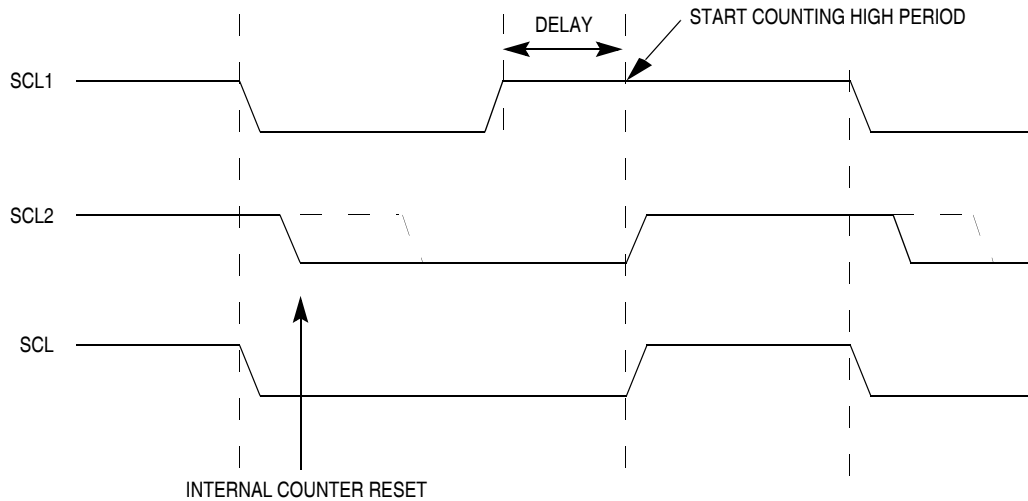 START COUNTING HIGH PERIOD
DELAY
SCL1
SCL2
SCL
INTERNAL COUNTER RESET